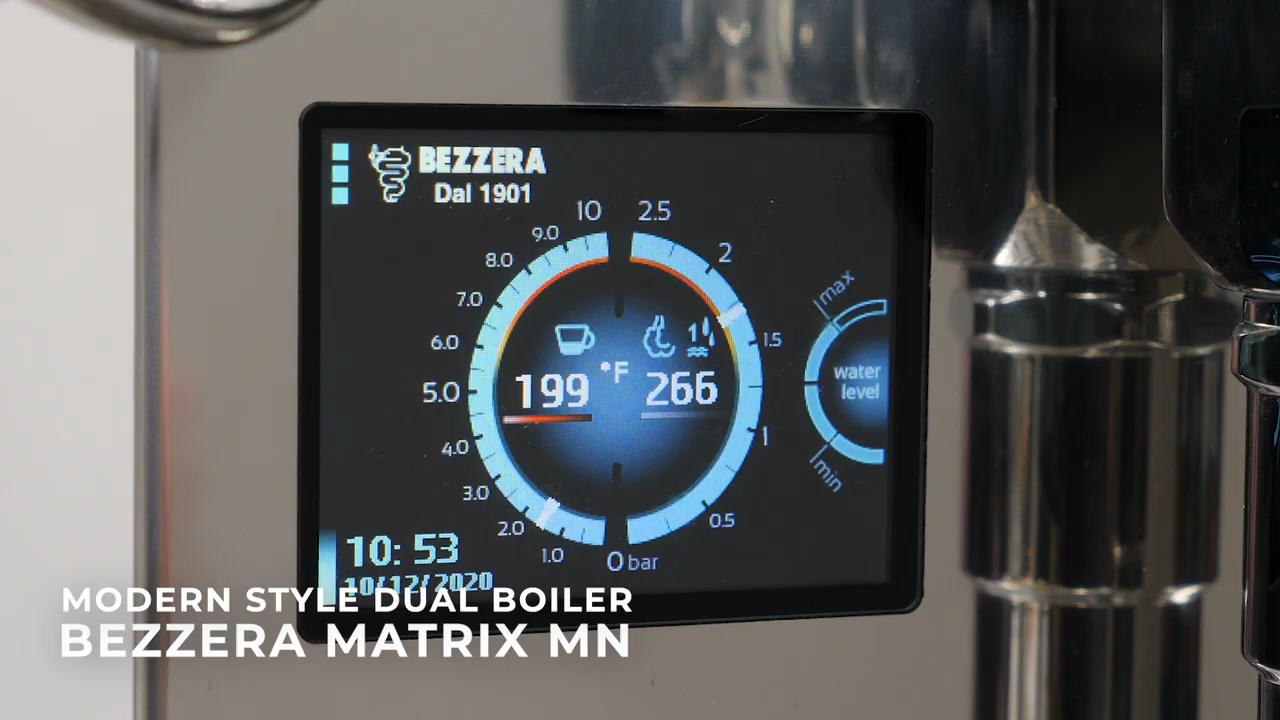 BEZZERA
Dal 1901
10
2.5
9.0
2
8.0
7.0
1.5
6.0
5.0
1
4.0
3.0
0.5
2.0
1.0
0 bar
1
199 °F 266
max
water
level
min
10: 53
10/12/2020
MODERN STYLE DUAL BOILER
BEZZERA MATRIX MN